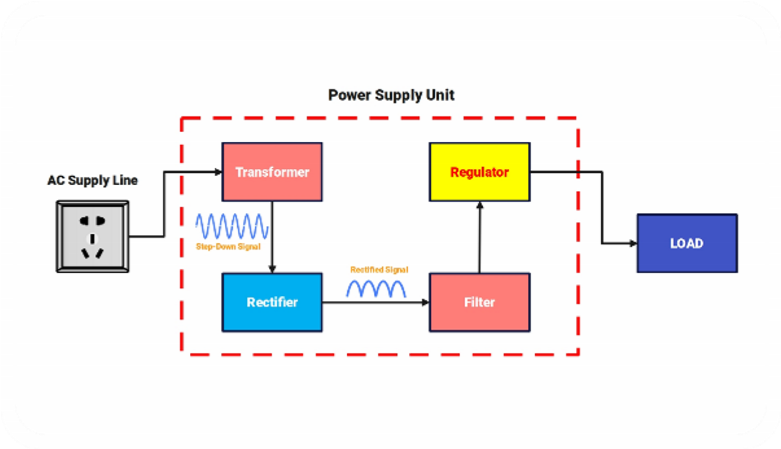 Power Supply Unit
AC Supply Line
Transformer
Regulator
Step-Down Signal
LOAD
Rectified Signal
Rectifier
Filter